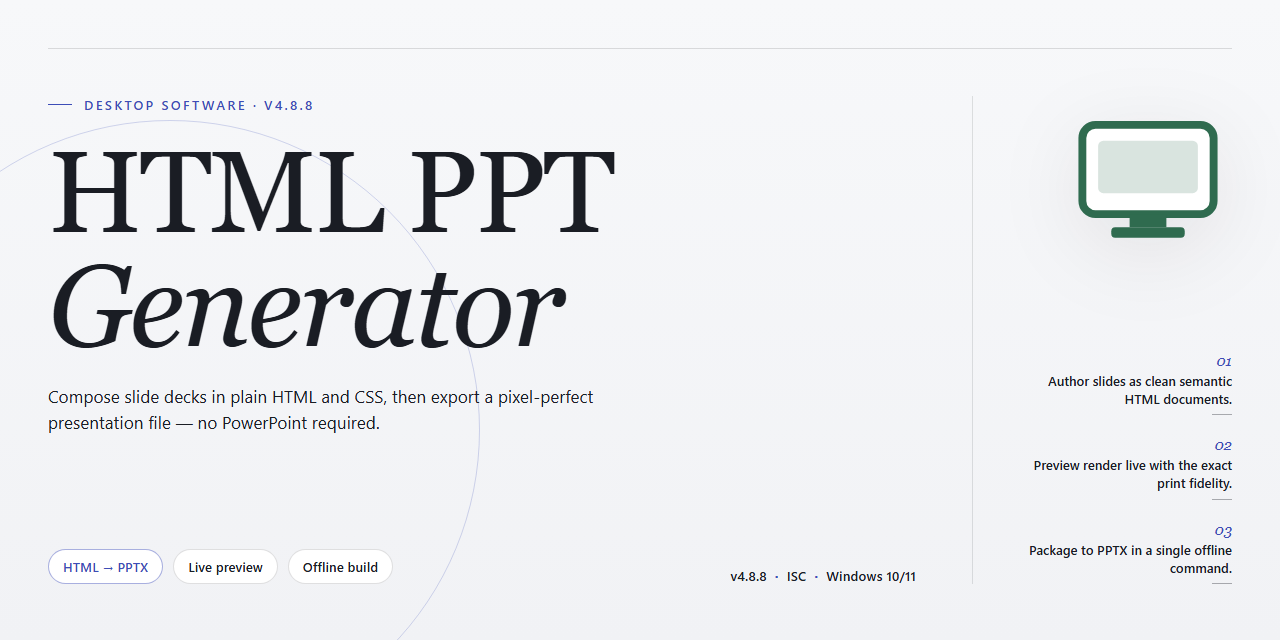 DESKTOP SOFTWARE · V4.8.8
HTML PPT
Generator
Compose slide decks in plain HTML and CSS, then export a pixel-perfect
presentation file — no PowerPoint required.
HTML → PPTX
Live preview
Offline build
v4.8.8 · ISC · Windows 10/11
01
Author slides as clean semantic
HTML documents.
02
Preview render live with the exact
print fidelity.
03
Package to PPTX in a single offline
command.